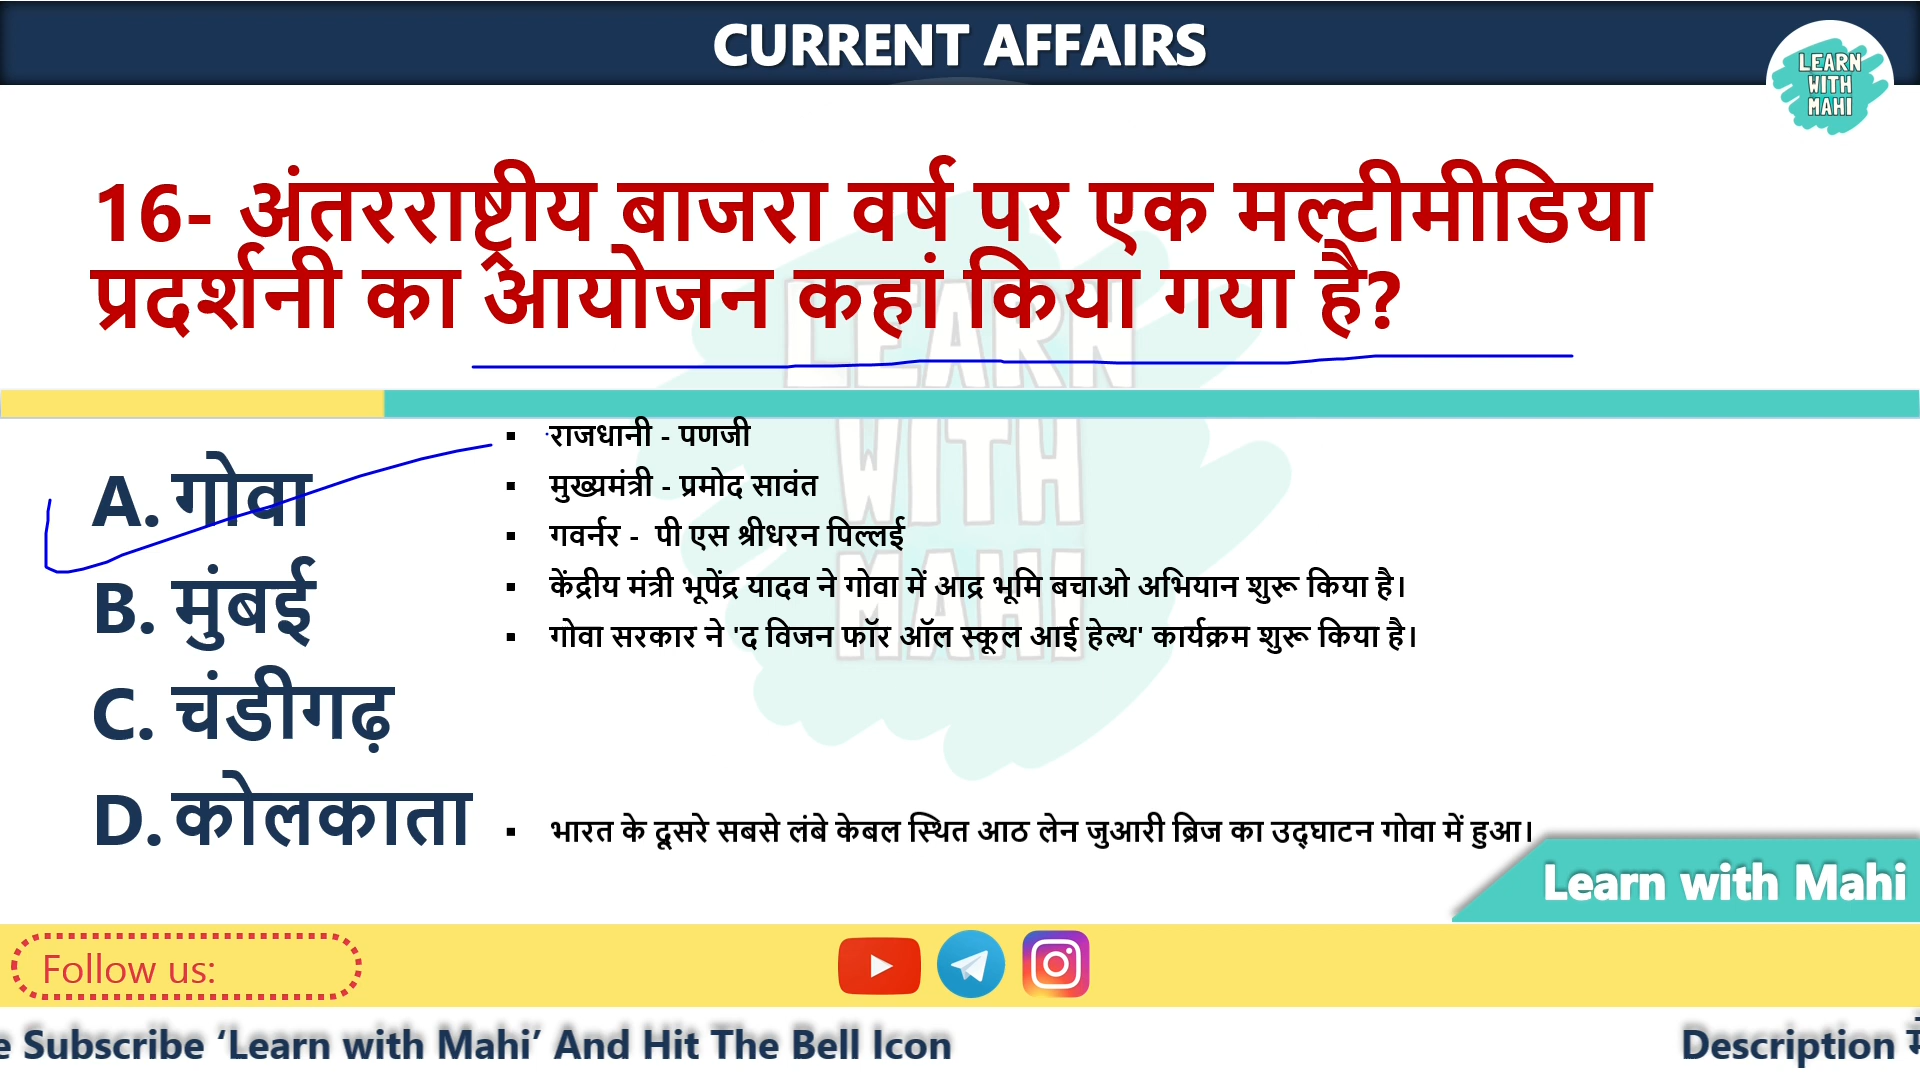 CURRENT AFFAIRS
LEARN
WITH
MAHI
16- अंतरराष्ट्रीय बाजरा वर्ष पर एक मल्टीमीडिया
प्रदर्शनी का आयोजन कहां किया गया है?
A. गोवा
B. मुंबई
C. चंडीगढ़
D. कोलकाता
▪ राजधानी - पणजी
▪ मुख्यमंत्री - प्रमोद सावंत
▪ गवर्नर - पी एस श्रीधरन पिल्लई
▪ केंद्रीय मंत्री भूपेंद्र यादव ने गोवा में आद्र भूमि बचाओ अभियान शुरू किया है।
▪ गोवा सरकार ने 'द विजन फॉर ऑल स्कूल आई हेल्थ' कार्यक्रम शुरू किया है।
▪ भारत के दूसरे सबसे लंबे केबल स्थित आठ लेन जुआरी ब्रिज का उद्घाटन गोवा में हुआ।
LEARN
WITH
MAHI
Learn with Mahi
Follow us:
e Subscribe ‘Learn with Mahi’ And Hit The Bell Icon
Description में